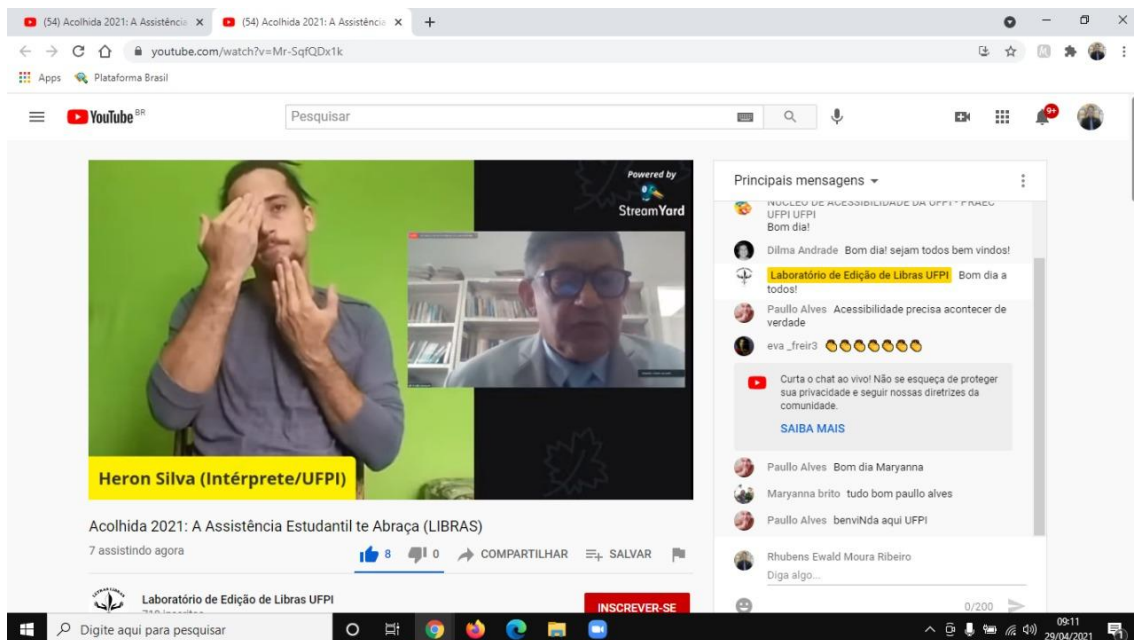 (54) Acolhida 2021: A Assistência
(54) Acolhida 2021: A Assistência
youtube.com/watch?v=Mr-SqfQDx1k
Apps
Plataforma Brasil
YouTube BR
Pesquisar
9+
Powered by
StreamYard
Heron Silva (Intérprete/UFPI)
Acolhida 2021: A Assistência Estudantil te Abraça (LIBRAS)
7 assistindo agora
8
0
COMPARTILHAR
SALVAR
Laboratório de Edição de Libras UFPI
INSCREVER-SE
Principais mensagens
NÚCLEO DE ACESSIBILIDADE DA UFPI - PRAEC
UFPI UFPI
Bom dia!
Dilma Andrade Bom dia! sejam todos bem vindos!
Laboratório de Edição de Libras UFPI Bom dia a
todos!
Paullo Alves Acessibilidade precisa acontecer de
verdade
eva _freir3 👏👏👏👏👏👏👏
Curta o chat ao vivo! Não se esqueça de proteger
sua privacidade e seguir nossas diretrizes da
comunidade.
SAIBA MAIS
Paullo Alves Bom dia Maryanna
Maryanna brito tudo bom paullo alves
Paullo Alves benviNda aqui UFPI
Rhubens Ewald Moura Ribeiro
Diga algo...
0/200
Digite aqui para pesquisar
09:11
29/04/2021